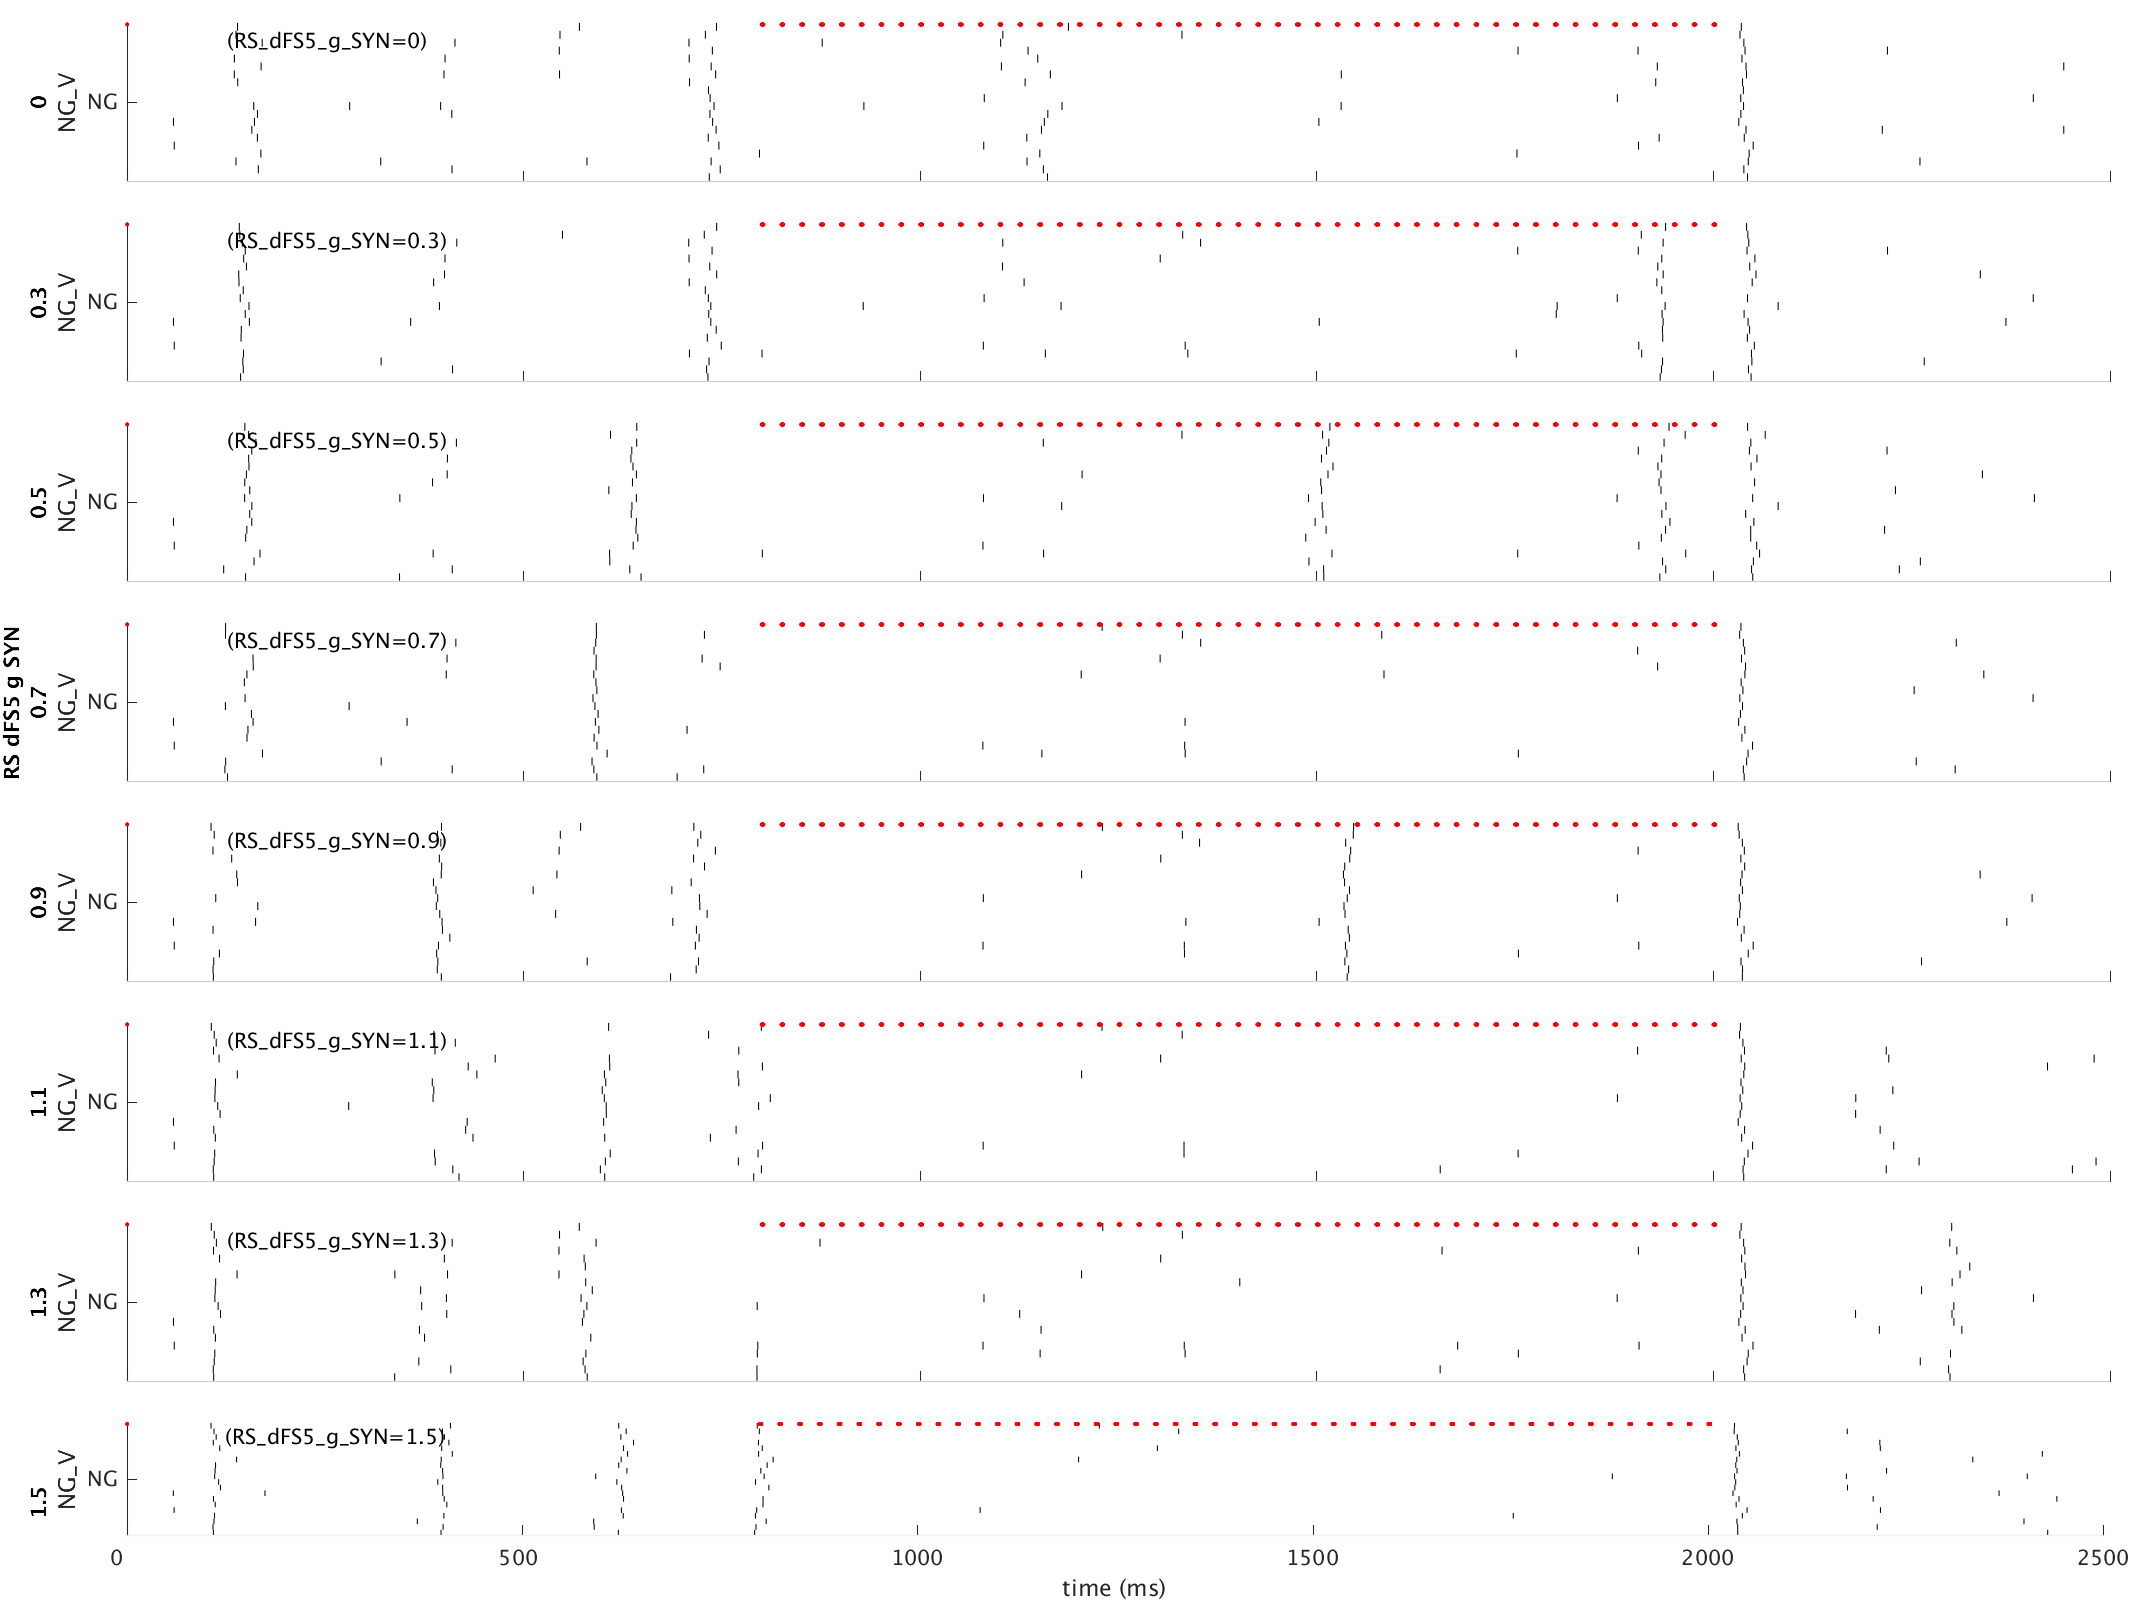 RS dFS5 g SYN
0
NG_V
NG
(RS_dFS5_g_SYN=0)
0.3
NG_V
NG
(RS_dFS5_g_SYN=0.3)
0.5
NG_V
NG
(RS_dFS5_g_SYN=0.5)
0.7
NG_V
NG
(RS_dFS5_g_SYN=0.7)
0.9
NG_V
NG
(RS_dFS5_g_SYN=0.9)
1.1
NG_V
NG
(RS_dFS5_g_SYN=1.1)
1.3
NG_V
NG
(RS_dFS5_g_SYN=1.3)
1.5
NG_V
NG
(RS_dFS5_g_SYN=1.5)
0 500 1000 1500 2000 2500
time (ms)